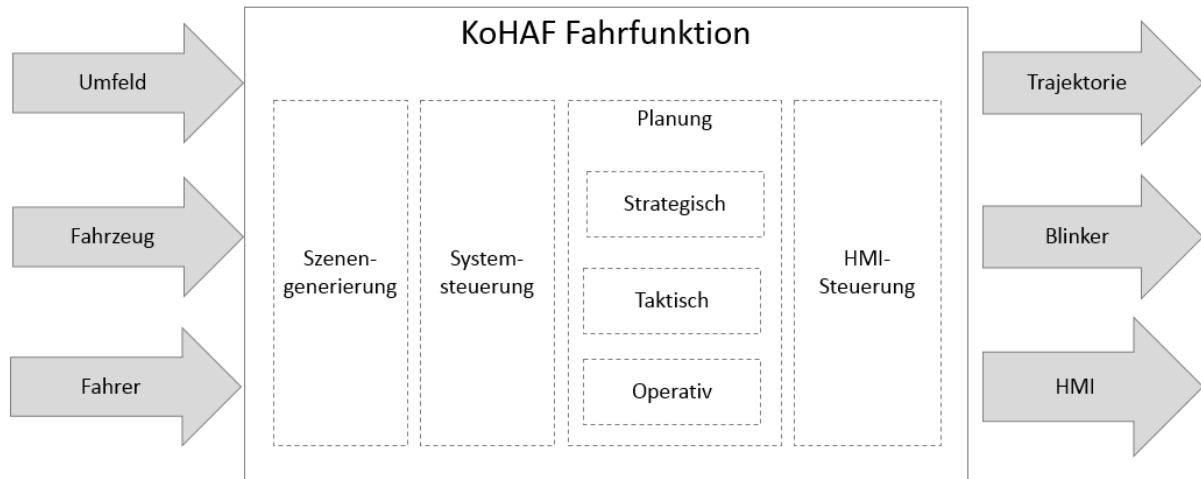 KoHAF Fahrfunktion
Umfeld
Fahrzeug
Fahrer
Szenen-
generierung
System-
steuerung
Planung
Strategisch
Taktisch
Operativ
HMI-
Steuerung
Trajektorie
Blinker
HMI